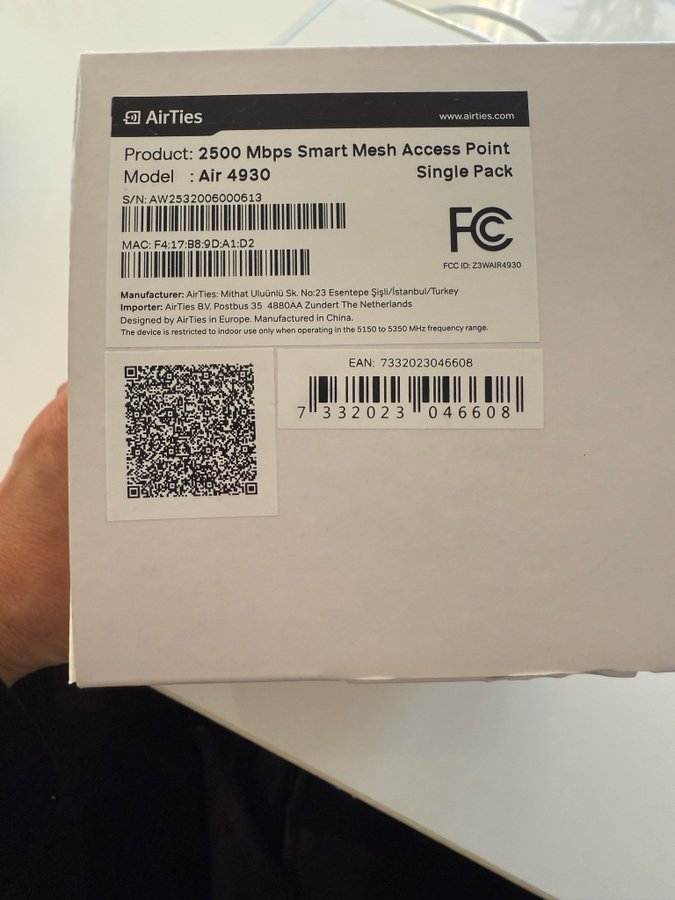 AirTies
www.airties.com
Product: 2500 Mbps Smart Mesh Access Point
Model : Air 4930
Single Pack
S/N: AW2532006000613
MAC: F4:17:B8:9D:A1:D2
FCC
FCC ID: Z3WAIR4930
Manufacturer: AirTies: Mithat Uluünlü Sk. No:23 Esentepe Şişli/İstanbul/Turkey
Importer: AirTies B.V. Postbus 35 4880AA Zundert The Netherlands
Designed by AirTies in Europe. Manufactured in China.
The device is restricted to indoor use only when operating in the 5150 to 5350 MHz frequency range.
EAN: 7332023046608
7 332023 046608